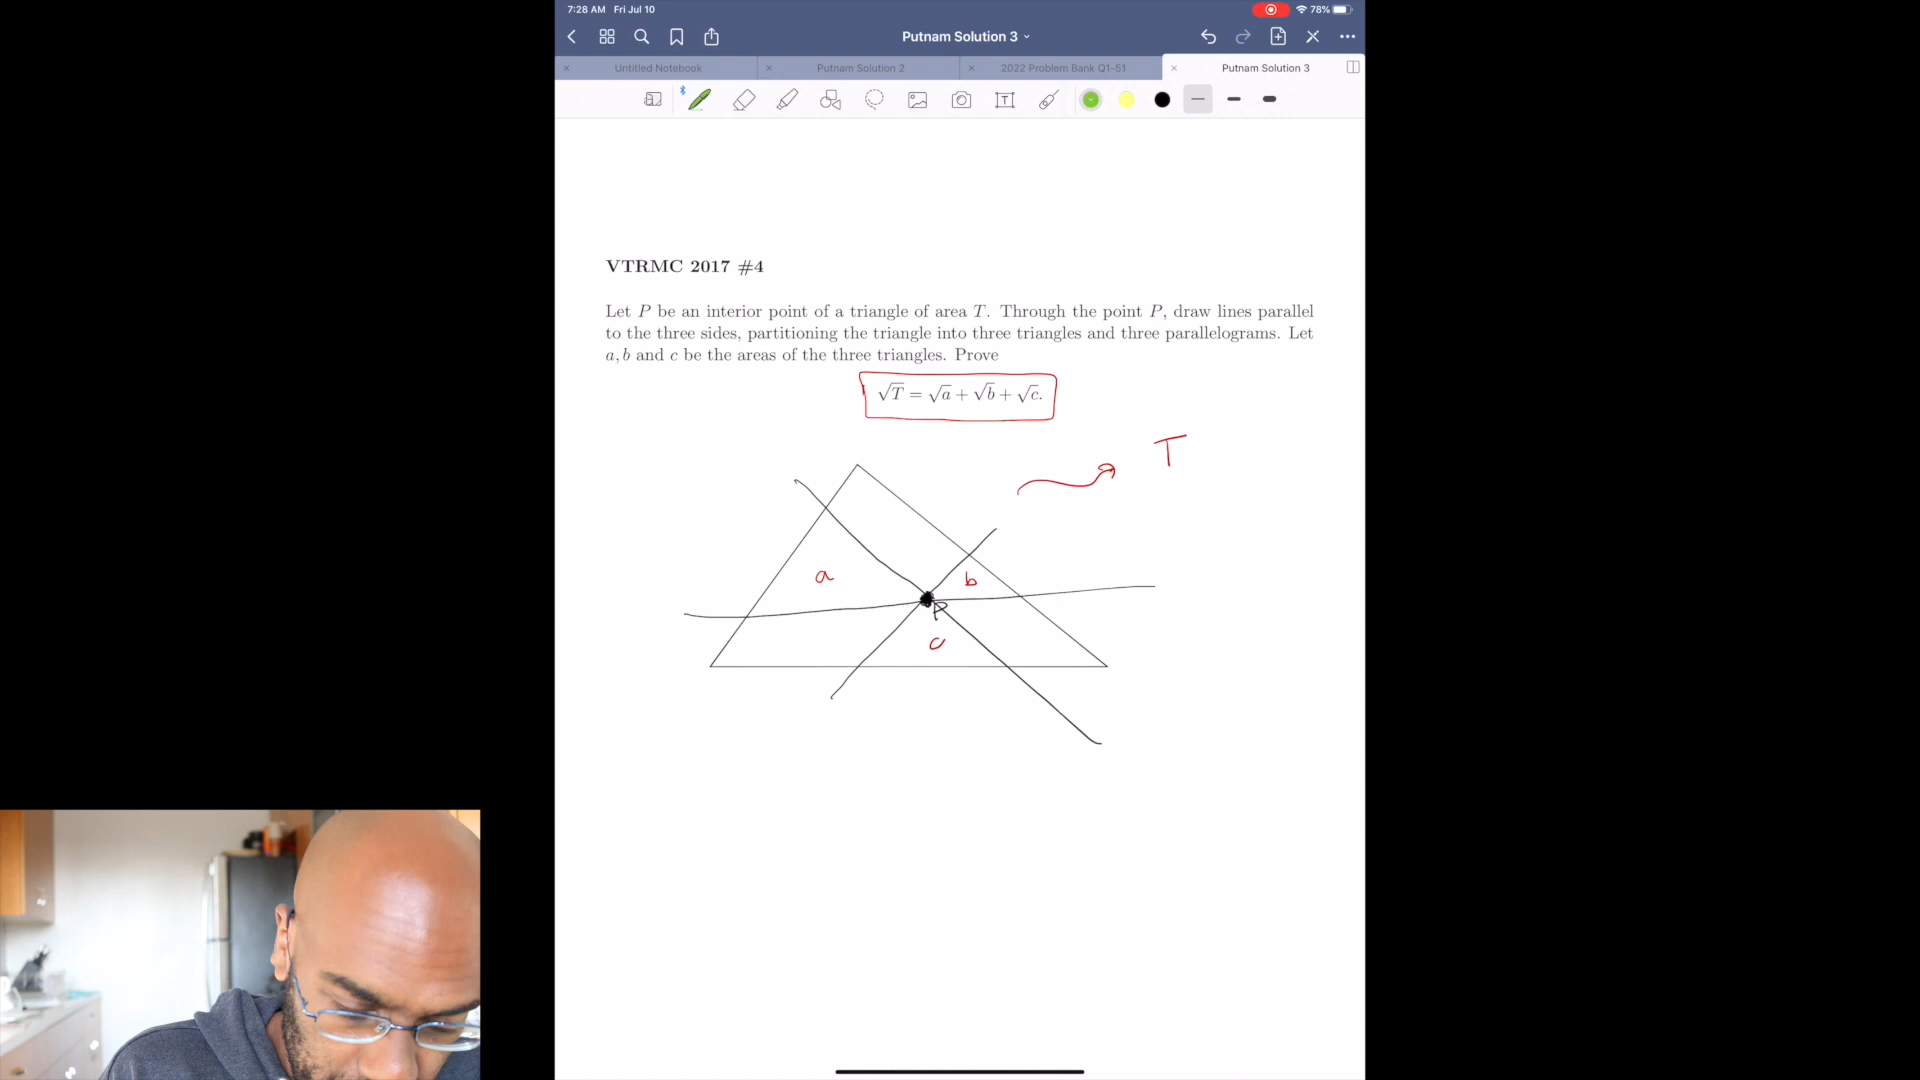 7:28 AM Fri Jul 10
78%
Putnam Solution 3
Untitled Notebook
Putnam Solution 2
2022 Problem Bank Q1-51
Putnam Solution 3
VTRMC 2017 #4
Let P be an interior point of a triangle of area T. Through the point P, draw lines parallel
to the three sides, partitioning the triangle into three triangles and three parallelograms. Let
a, b and c be the areas of the three triangles. Prove
√T = √a + √b + √c.
T
a
b
P
c